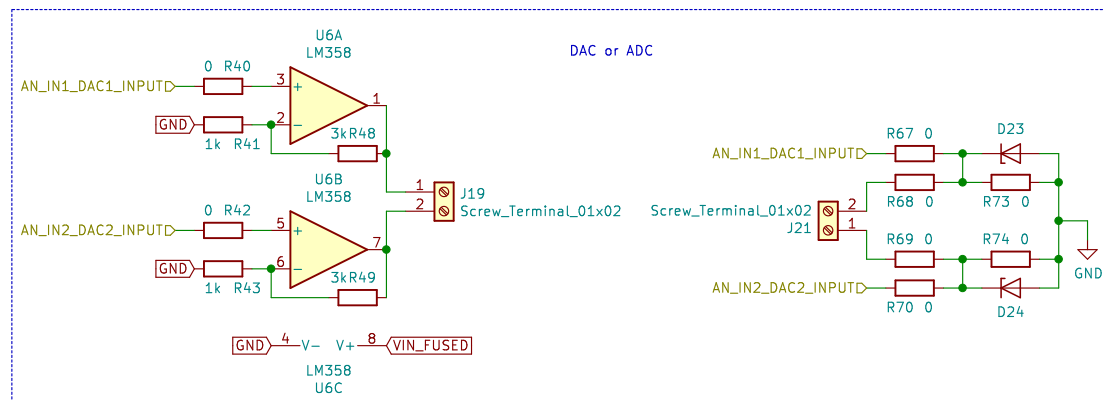 DAC or ADC
U6A
LM358
0 R40
AN_IN1_DAC1_INPUT
3
+
1
GND
2
-
1k R41
3kR48
U6B
LM358
1
2
J19
Screw_Terminal_01x02
0 R42
AN_IN2_DAC2_INPUT
5
+
7
GND
6
-
1k R43
3kR49
GND
4
V-
V+
8
VIN_FUSED
LM358
U6C
R67 0
D23
AN_IN1_DAC1_INPUT
R68 0
R73 0
Screw_Terminal_01x02
2
J21
1
R69 0
R74 0
GND
AN_IN2_DAC2_INPUT
R70 0
D24